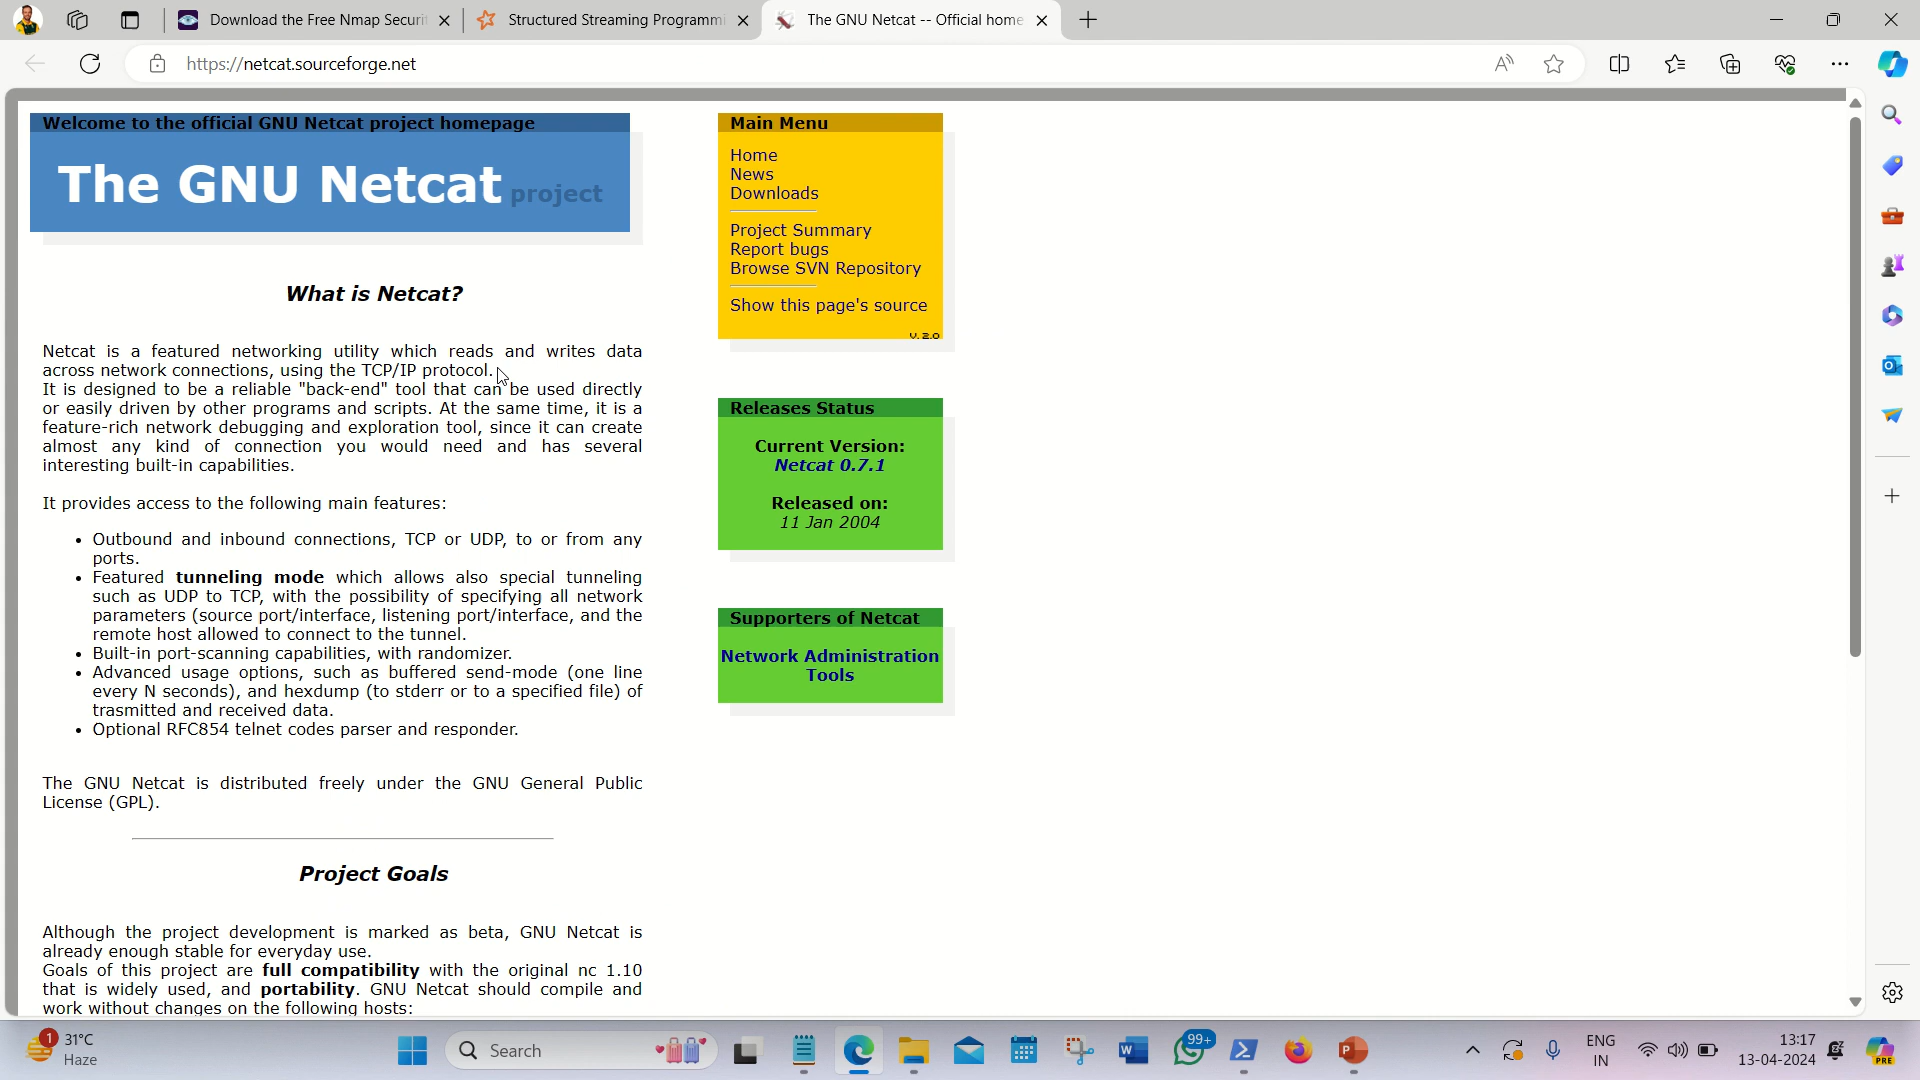 Download the Free Nmap Securi
Structured Streaming Programmi
The GNU Netcat -- Official home
https://netcat.sourceforge.net
Welcome to the official GNU Netcat project homepage
The GNU Netcat project
What is Netcat?
Netcat is a featured networking utility which reads and writes data
across network connections, using the TCP/IP protocol.
It is designed to be a reliable "back-end" tool that can be used directly
or easily driven by other programs and scripts. At the same time, it is a
feature-rich network debugging and exploration tool, since it can create
almost any kind of connection you would need and has several
interesting built-in capabilities.
It provides access to the following main features:
• Outbound and inbound connections, TCP or UDP, to or from any
ports.
• Featured tunneling mode which allows also special tunneling
such as UDP to TCP, with the possibility of specifying all network
parameters (source port/interface, listening port/interface, and the
remote host allowed to connect to the tunnel.
• Built-in port-scanning capabilities, with randomizer.
• Advanced usage options, such as buffered send-mode (one line
every N seconds), and hexdump (to stderr or to a specified file) of
trasmitted and received data.
• Optional RFC854 telnet codes parser and responder.
The GNU Netcat is distributed freely under the GNU General Public
License (GPL).
Project Goals
Although the project development is marked as beta, GNU Netcat is
already enough stable for everyday use.
Goals of this project are full compatibility with the original nc 1.10
that is widely used, and portability. GNU Netcat should compile and
work without changes on the following hosts:
Main Menu
Home
News
Downloads
Project Summary
Report bugs
Browse SVN Repository
Show this page's source
V. 2.0
Releases Status
Current Version:
Netcat 0.7.1
Released on:
11 Jan 2004
Supporters of Netcat
Network Administration
Tools
1
31°C
Haze
Search
99+
ENG
IN
13:17
13-04-2024
PRE